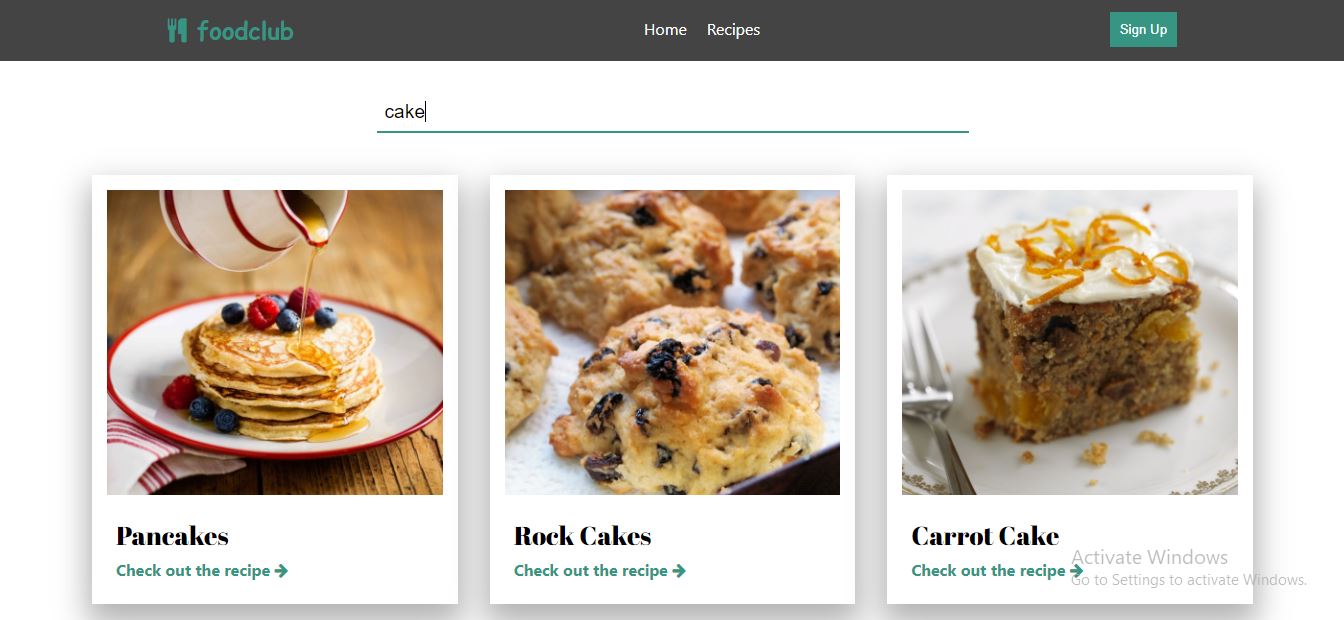 foodclub
Home
Recipes
Sign Up
cake
Pancakes
Check out the recipe
Rock Cakes
Check out the recipe
Carrot Cake
Check out the recipe
Activate Windows
Go to Settings to activate Windows.